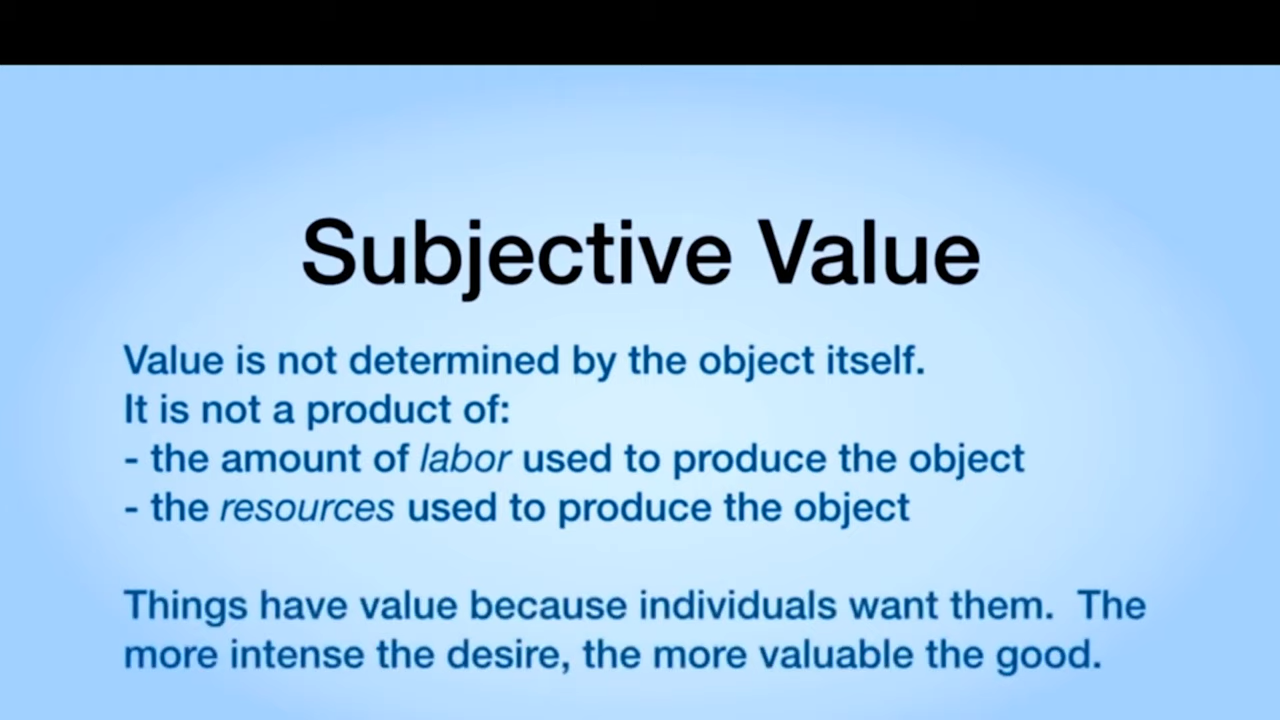 Subjective Value
Value is not determined by the object itself.
It is not a product of:
- the amount of labor used to produce the object
- the resources used to produce the object
Things have value because individuals want them.  The
more intense the desire, the more valuable the good.